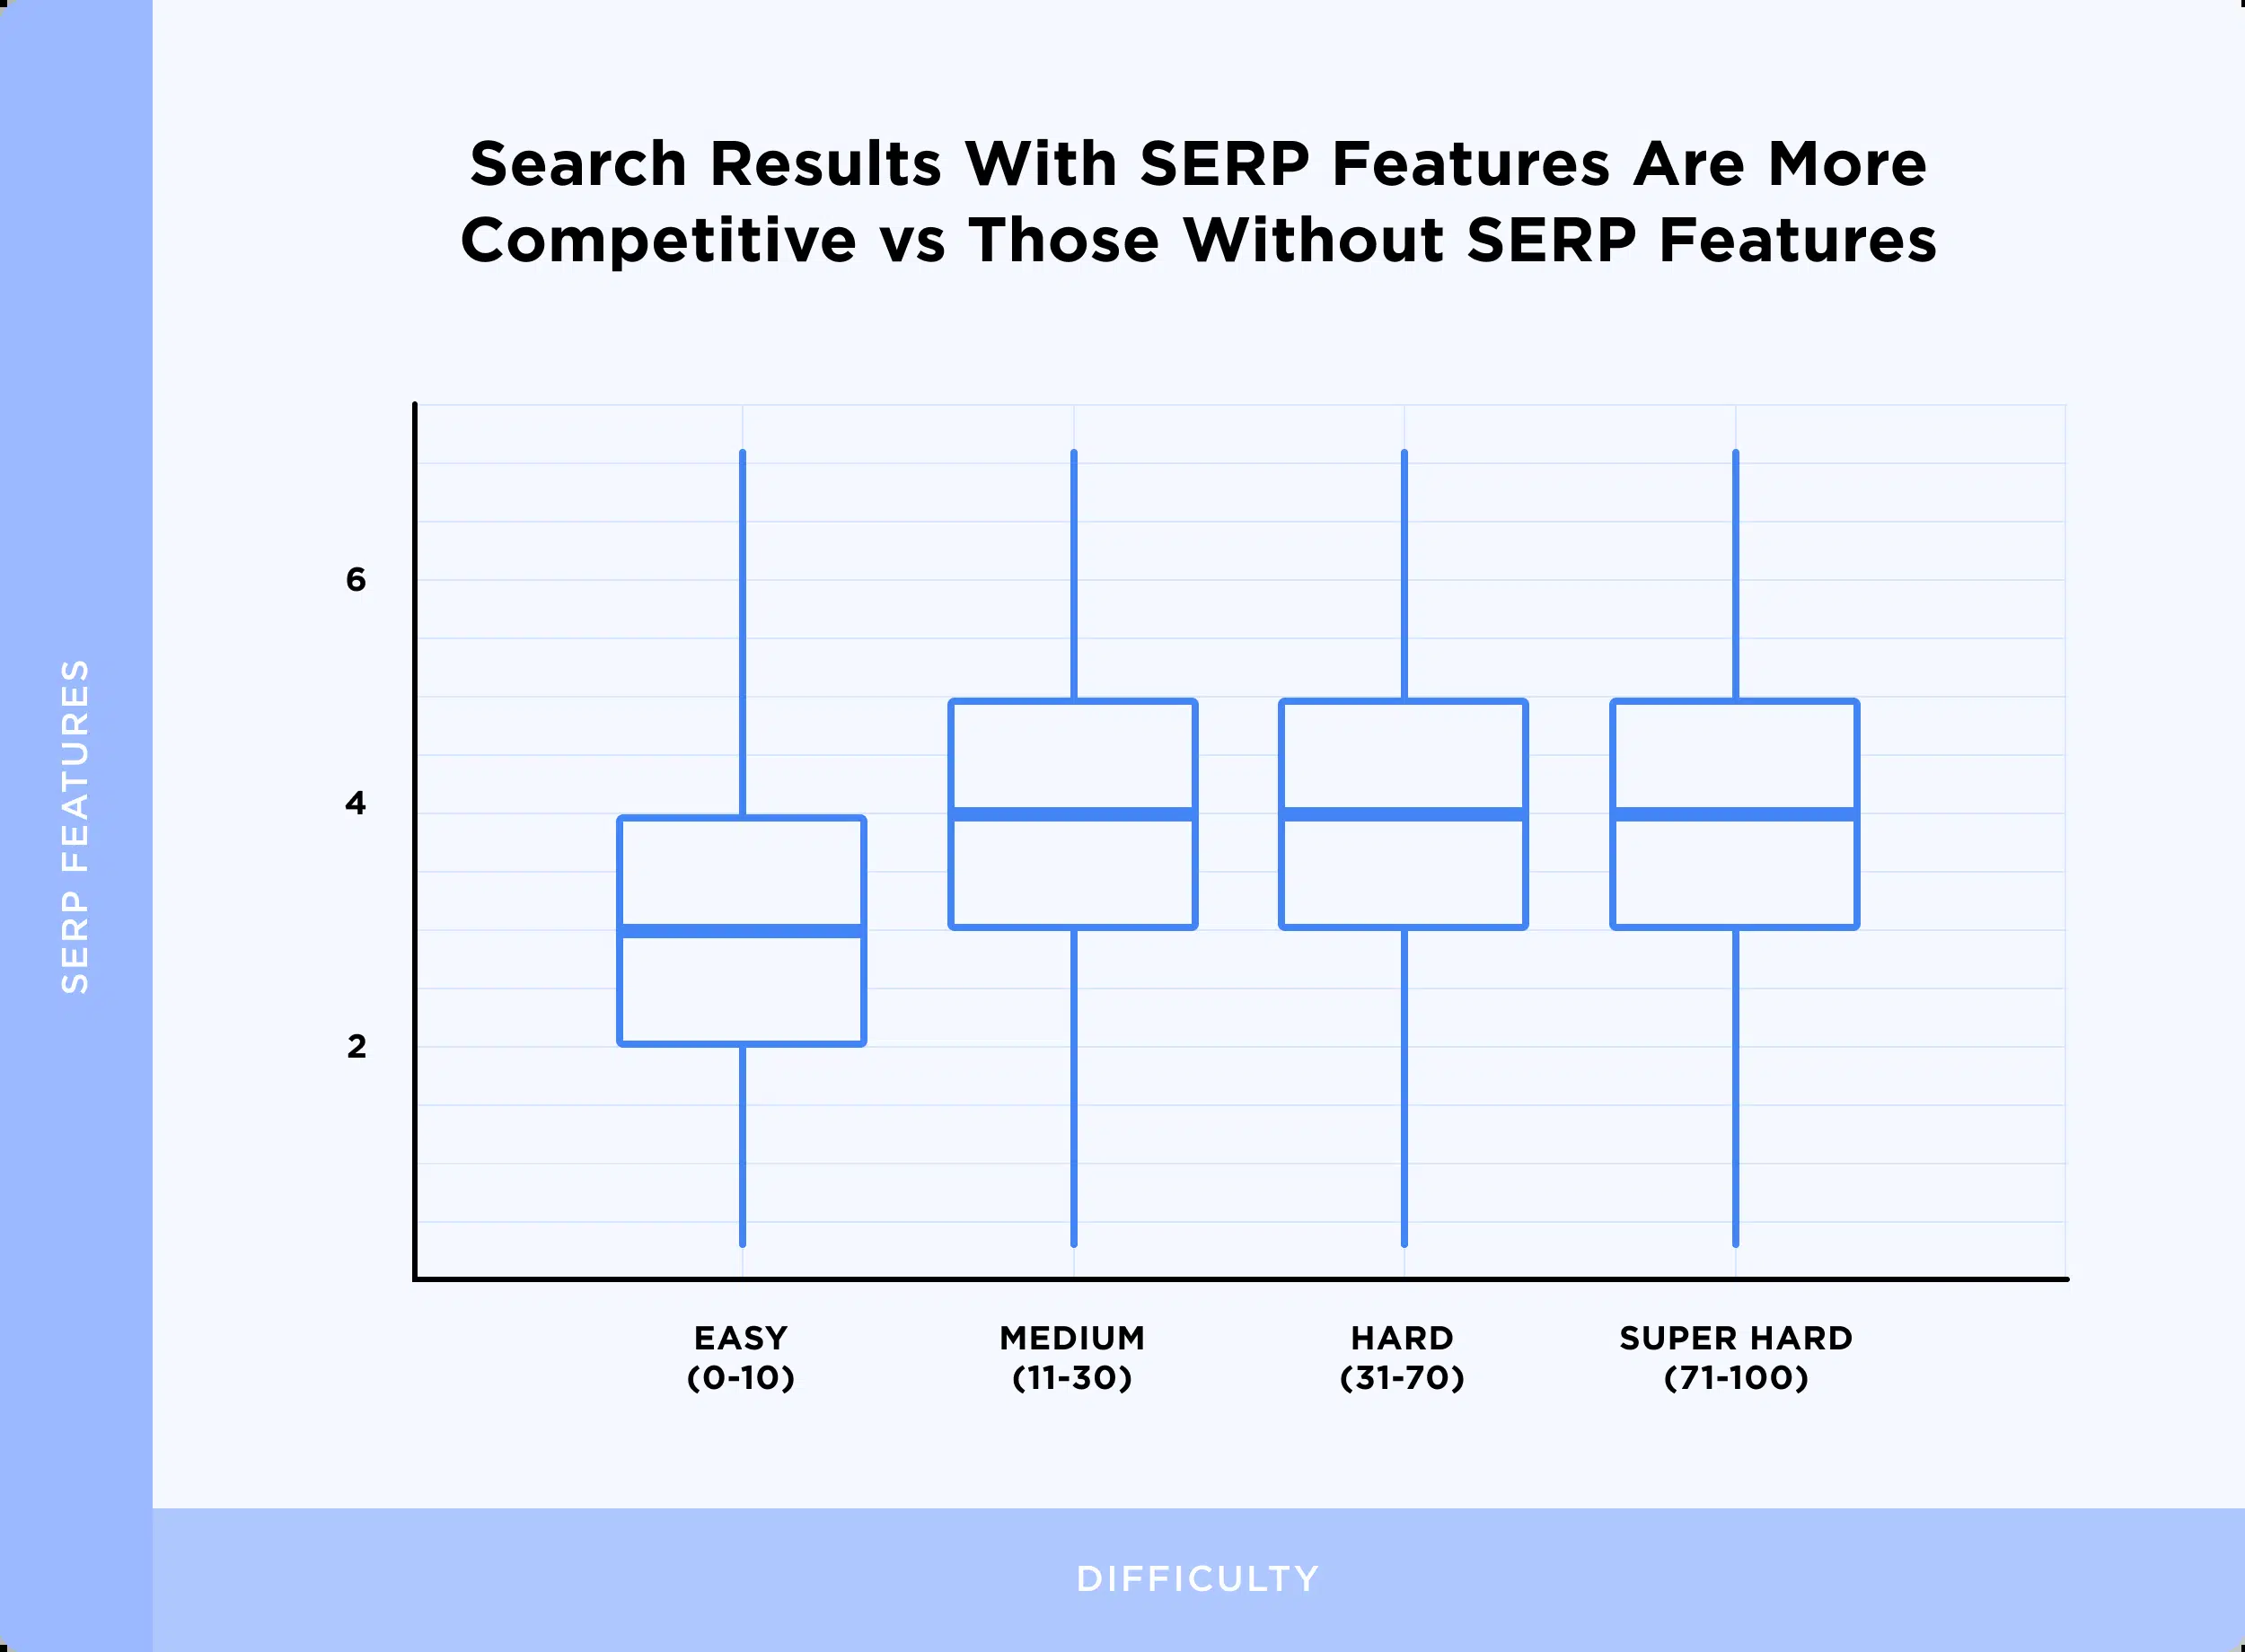 Search Results With SERP Features Are More
Competitive vs Those Without SERP Features
SERP FEATURES
6
4
2
EASY
(0-10)
MEDIUM
(11-30)
HARD
(31-70)
SUPER HARD
(71-100)
DIFFICULTY